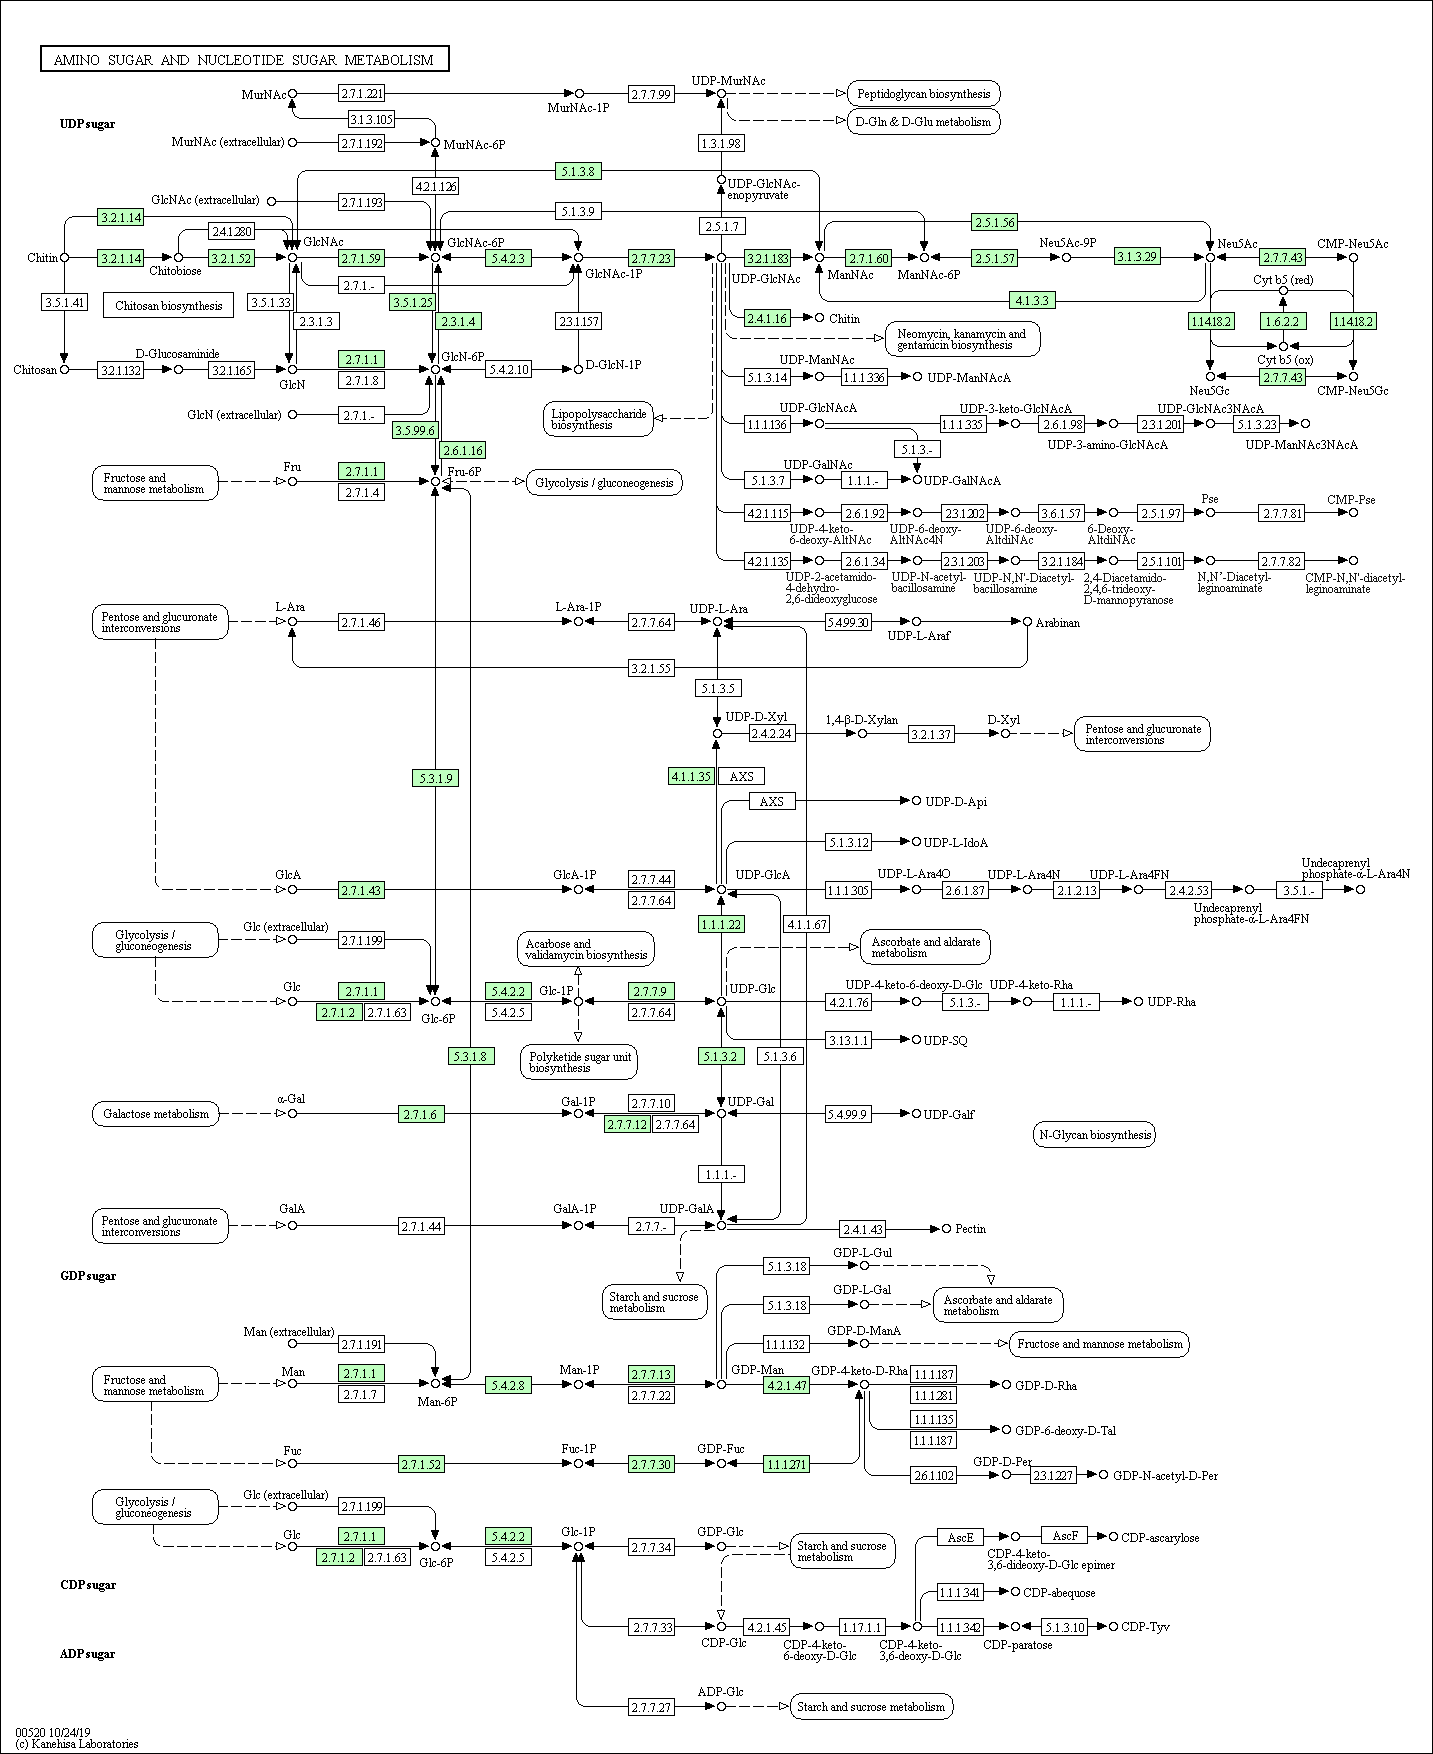 AMINO SUGAR AND NUCLEOTIDE SUGAR METABOLISM
UDP-MurNAc
MurNAc
2.7.1.221
MurNAc-1P
2.7.7.99
Peptidoglycan biosynthesis
UDPsugar
3.1.3.105
D-Gln & D-Glu metabolism
MurNAc (extracellular)
2.7.1.192
MurNAc-6P
1.3.1.98
5.1.3.8
4.2.1.126
UDP-GlcNAc-
enopyruvate
GlcNAc (extracellular)
2.7.1.193
5.1.3.9
3.2.1.14
2.4.1.280
2.5.1.7
2.5.1.56
GlcNAc
GlcNAc-6P
Neu5Ac-9P
Neu5Ac
CMP-Neu5Ac
Chitin
3.2.1.14
Chitobiose
3.2.1.52
2.7.1.59
5.4.2.3
GlcNAc-1P
2.7.7.23
UDP-GlcNAc
3.2.1.183
ManNAc
2.7.1.60
ManNAc-6P
2.5.1.57
3.1.3.29
2.7.7.43
2.7.1.-
Cyt b5 (red)
3.5.1.41
Chitosan biosynthesis
3.5.1.33
3.5.1.25
4.1.3.3
2.3.1.3
2.3.1.4
2.3.1.157
2.4.1.16
Chitin
1.14.18.2
1.6.2.2
1.14.18.2
Neomycin, kanamycin and
gentamicin biosynthesis
D-Glucosaminide
2.7.1.1
GlcN-6P
UDP-ManNAc
Cyt b5 (ox)
Chitosan
3.2.1.132
3.2.1.165
GlcN
2.7.1.8
5.4.2.10
D-GlcN-1P
5.1.3.14
1.1.1.336
UDP-ManNAcA
Neu5Gc
2.7.7.43
CMP-Neu5Gc
GlcN (extracellular)
2.7.1.-
Lipopolysaccharide
biosynthesis
UDP-GlcNAcA
UDP-3-keto-GlcNAcA
UDP-GlcNAc3NAcA
1.1.1.136
1.1.1.335
2.6.1.98
2.3.1.201
5.1.3.23
3.5.99.6
UDP-3-amino-GlcNAcA
UDP-ManNAc3NAcA
2.6.1.16
5.1.3.-
Fructose and
mannose metabolism
Fru
2.7.1.1
2.7.1.4
Fru-6P
Glycolysis / gluconeogenesis
UDP-GalNAc
5.1.3.7
1.1.1.-
UDP-GalNAcA
Pse
CMP-Pse
4.2.1.115
2.6.1.92
2.3.1.202
3.6.1.57
2.5.1.97
2.7.7.81
UDP-4-keto-
6-deoxy-AltNAc
UDP-6-deoxy-
AltNAc4N
UDP-6-deoxy-
AltdiNAc
6-Deoxy-
AltdiNAc
4.2.1.135
2.6.1.34
2.3.1.203
3.2.1.184
2.5.1.101
2.7.7.82
UDP-2-acetamido-
4-dehydro-
2,6-dideoxyglucose
UDP-N-acetyl-
bacillosamine
UDP-N,N'-Diacetyl-
bacillosamine
2,4-Diacetamido-
2,4,6-trideoxy-
D-mannopyranose
N,N'-Diacetyl-
leginoaminate
CMP-N,N'-diacetyl-
leginoaminate
Pentose and glucuronate
interconversions
L-Ara
2.7.1.46
L-Ara-1P
2.7.7.64
UDP-L-Ara
5.4.99.30
UDP-L-Araf
Arabinan
3.2.1.55
5.1.3.5
UDP-D-Xyl
2.4.2.24
1,4-β-D-Xylan
3.2.1.37
D-Xyl
Pentose and glucuronate
interconversions
5.3.1.9
4.1.1.35
AXS
AXS
UDP-D-Api
5.1.3.12
UDP-L-IdoA
GlcA
2.7.1.43
GlcA-1P
2.7.7.44
2.7.7.64
UDP-GlcA
1.1.1.305
UDP-L-Ara4O
2.6.1.87
UDP-L-Ara4N
2.1.2.13
UDP-L-Ara4FN
2.4.2.53
Undecaprenyl
phosphate-α-L-Ara4FN
3.5.1.-
Undecaprenyl
phosphate-α-L-Ara4N
1.1.1.22
4.1.1.67
Glycolysis /
gluconeogenesis
Glc (extracellular)
2.7.1.199
Acarbose and
validamycin biosynthesis
Ascorbate and aldarate
metabolism
Glc
2.7.1.1
2.7.1.2
2.7.1.63
Glc-6P
5.4.2.2
5.4.2.5
Glc-1P
2.7.7.9
2.7.7.64
UDP-Glc
4.2.1.76
UDP-4-keto-6-deoxy-D-Glc
5.1.3.-
UDP-4-keto-Rha
1.1.1.-
UDP-Rha
3.13.1.1
UDP-SQ
5.3.1.8
Polyketide sugar unit
biosynthesis
5.1.3.2
5.1.3.6
Galactose metabolism
α-Gal
2.7.1.6
Gal-1P
2.7.7.10
2.7.7.12
2.7.7.64
UDP-Gal
5.4.99.9
UDP-Galf
N-Glycan biosynthesis
1.1.1.-
Pentose and glucuronate
interconversions
GalA
2.7.1.44
GalA-1P
2.7.7.-
UDP-GalA
2.4.1.43
Pectin
GDPsugar
Starch and sucrose
metabolism
5.1.3.18
GDP-L-Gul
5.1.3.18
GDP-L-Gal
Ascorbate and aldarate
metabolism
Man (extracellular)
2.7.1.191
1.1.1.132
GDP-D-ManA
Fructose and mannose metabolism
Fructose and
mannose metabolism
Man
2.7.1.1
2.7.1.7
Man-6P
5.4.2.8
Man-1P
2.7.7.13
2.7.7.22
GDP-Man
4.2.1.47
GDP-4-keto-D-Rha
1.1.1.187
1.1.1.281
GDP-D-Rha
1.1.1.135
1.1.1.187
GDP-6-deoxy-D-Tal
Fuc
2.7.1.52
Fuc-1P
2.7.7.30
GDP-Fuc
1.1.1.271
2.6.1.102
GDP-D-Per
2.3.1.227
GDP-N-acetyl-D-Per
Glycolysis /
gluconeogenesis
Glc (extracellular)
2.7.1.199
Glc
2.7.1.1
2.7.1.2
2.7.1.63
Glc-6P
5.4.2.2
5.4.2.5
Glc-1P
2.7.7.34
GDP-Glc
Starch and sucrose
metabolism
AscE
AscF
CDP-ascarylose
CDP-4-keto-
3,6-dideoxy-D-Glc epimer
CDPsugar
1.1.1.341
CDP-abequose
2.7.7.33
CDP-Glc
4.2.1.45
CDP-4-keto-
6-deoxy-D-Glc
1.17.1.1
CDP-4-keto-
3,6-deoxy-D-Glc
1.1.1.342
CDP-paratose
5.1.3.10
CDP-Tyv
ADPsugar
2.7.7.27
ADP-Glc
Starch and sucrose metabolism
00520 10/24/19
(c) Kanehisa Laboratories